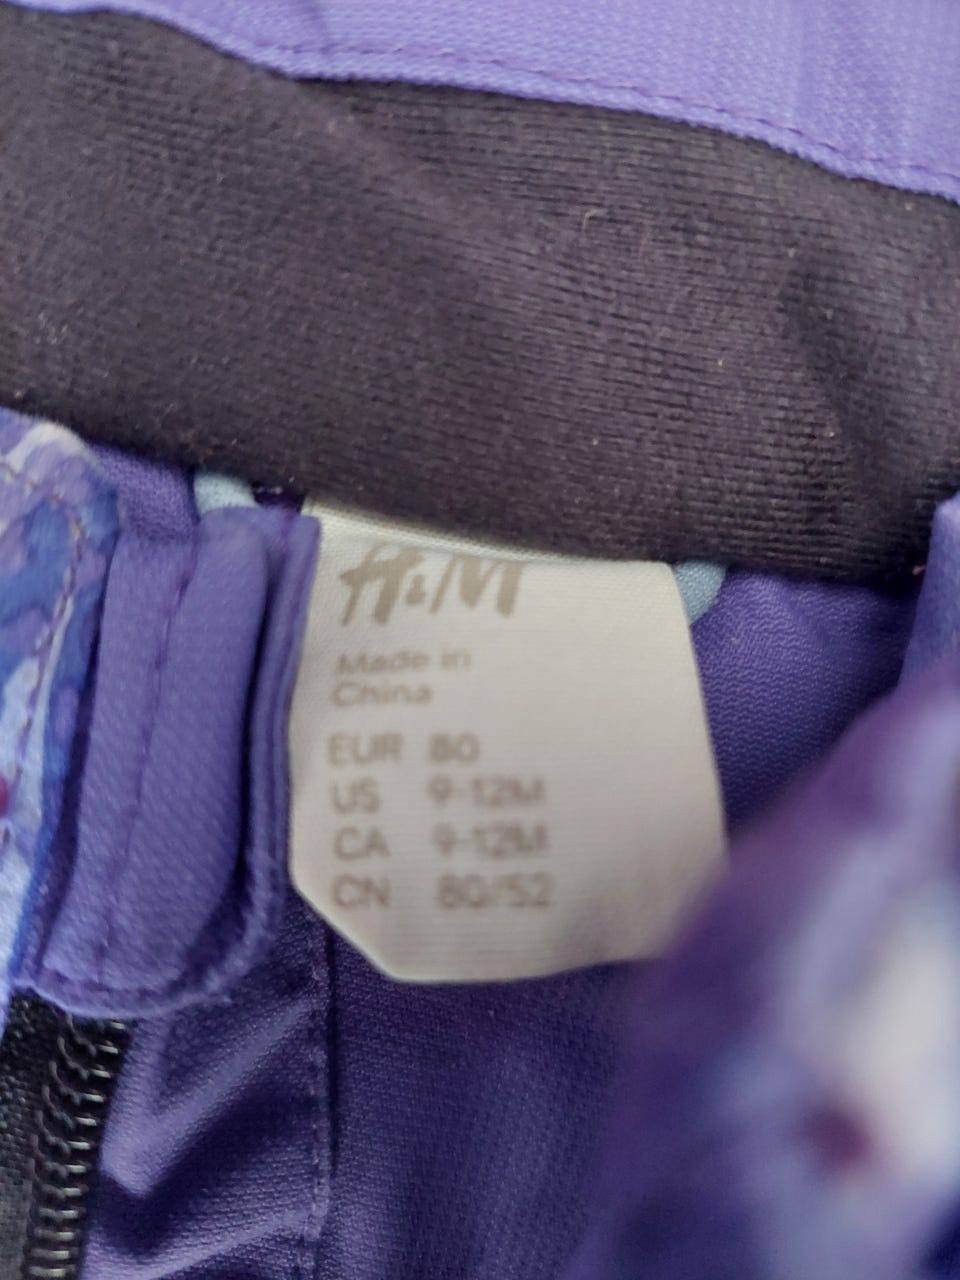 H&M
Made in
China
EUR 80
US 9-12M
CA 9-12M
CN 80/52